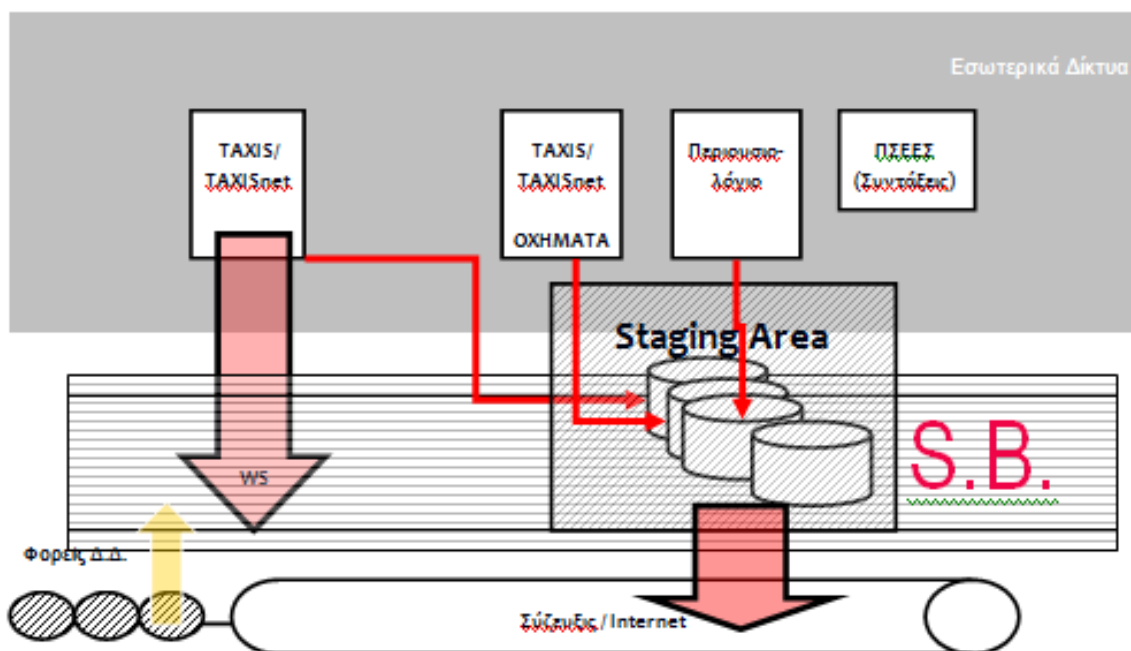 Εσωτερικά Δίκτυα
TAXIS/
TAXISnet
TAXIS/
TAXISnet
ΟΧΗΜΑΤΑ
Περιουσιο-
λόγιο
ΠΣΕΕΣ
(Συντάξεις)
Staging Area
S.B.
WS
Φορείς Δ.Δ.
Σύζευξις / Internet